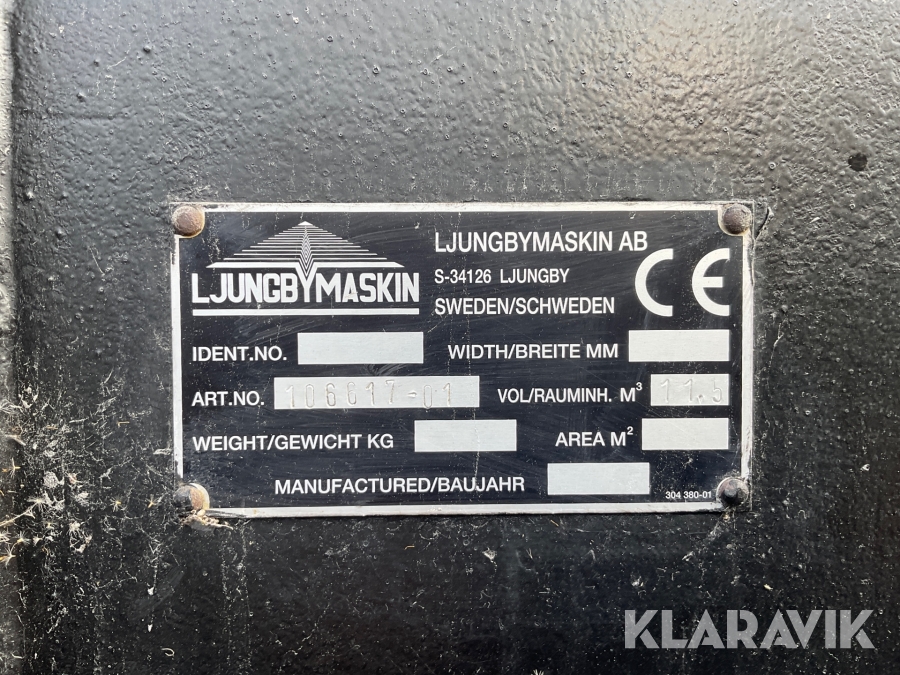 LJUNGBYMASKIN
LJUNGBYMASKIN AB
S-34126 LJUNGBY
SWEDEN/SCHWEDEN
CE
IDENT.NO.
WIDTH/BREITE MM
ART.NO. 106617-01
VOL/RAUMINH. M³ 11.5
WEIGHT/GEWICHT KG
AREA M²
MANUFACTURED/BAUJAHR
304 380-01
KLARAVIK